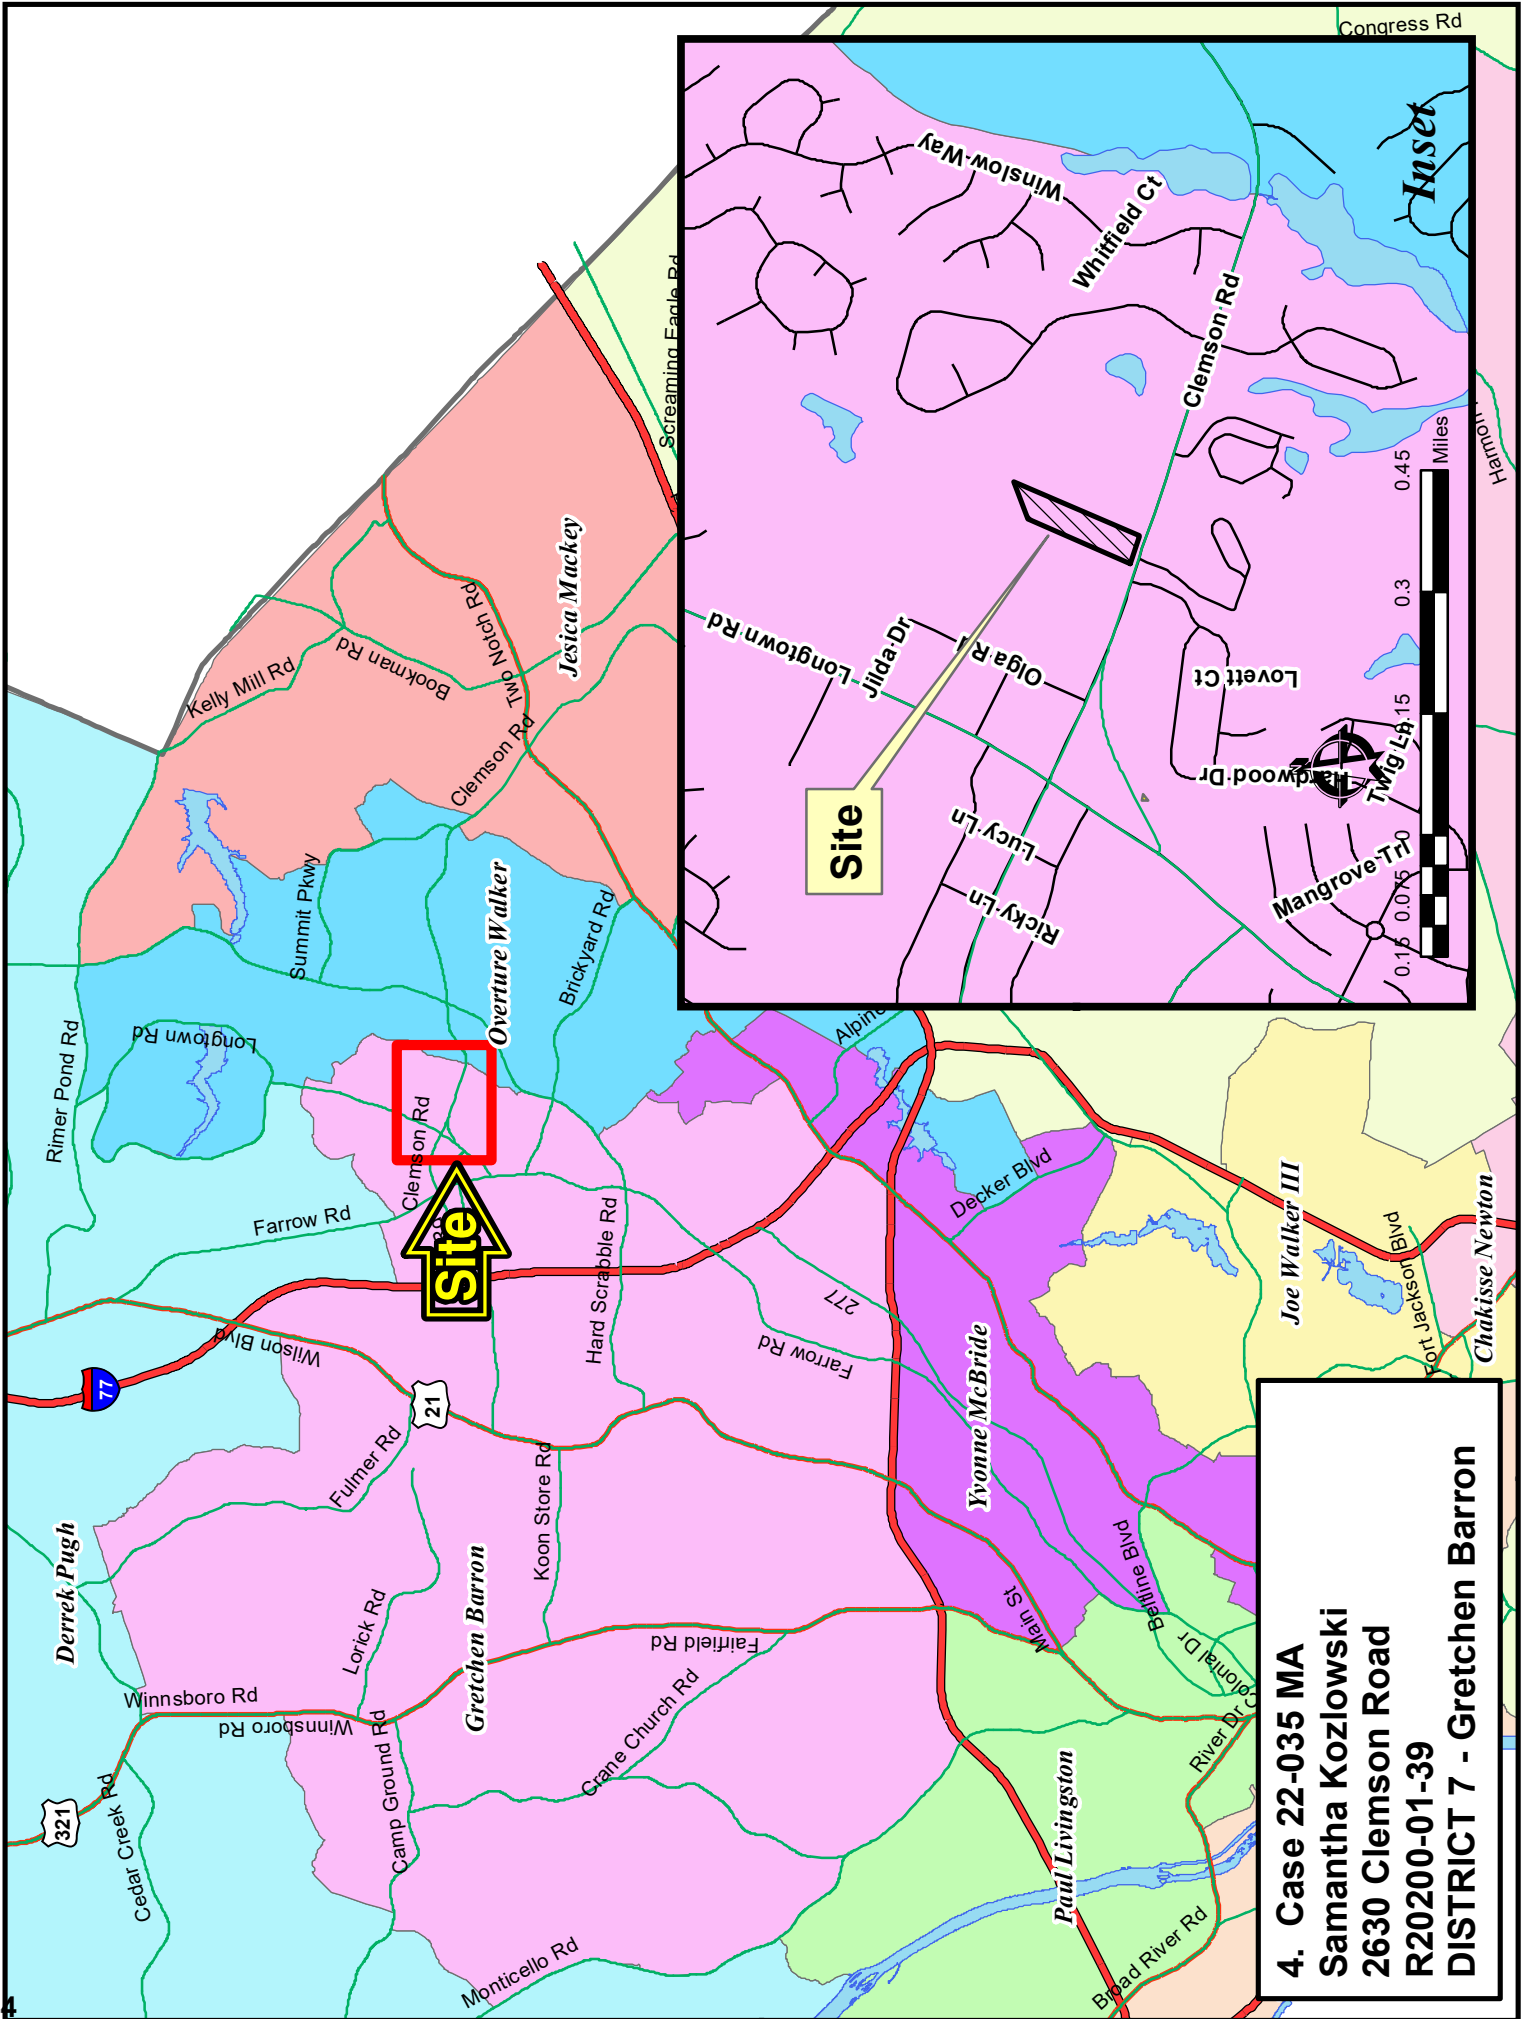 4
321
Cedar Creek Rd
Winnsboro Rd
Winnsboro Rd
Derrek Pugh
Lorick Rd
Fulmer Rd
Camp Ground Rd
Monticello Rd
Gretchen Barron
Koon Store Rd
Crane Church Rd
Fairfield Rd
77
21
Wilson Blvd
Rimer Pond Rd
Longtown Rd
Farrow Rd
Clemson Rd
Site
Hard Scrabble Rd
Farrow Rd
277
Summit Pkwy
Overture Walker
Brickyard Rd
Kelly Mill Rd
Bookman Rd
Two Notch Rd
Clemson Rd
Jesica Mackey
Screaming Eagle Rd
Congress Rd
Harmon
Alpine
Decker Blvd
Yvonne McBride
Main St
Beltline Blvd
Colonial Dr
River Dr
Paul Livingston
Broad River Rd
Joe Walker III
Fort Jackson Blvd
Chakisse Newton
Inset
Site
Longtown Rd
Jilda Dr
Olga Rd
Lucy Ln
Ricky Ln
Winslow Way
Whitfield Ct
Clemson Rd
Lovett Ct
Hardwood Dr
Twig Ln
Mangrove Trl
0.15 0.075 0 0.15 0.3 0.45
Miles
4. Case 22-035 MA
Samantha Kozlowski
2630 Clemson Road
R20200-01-39
DISTRICT 7 - Gretchen Barron